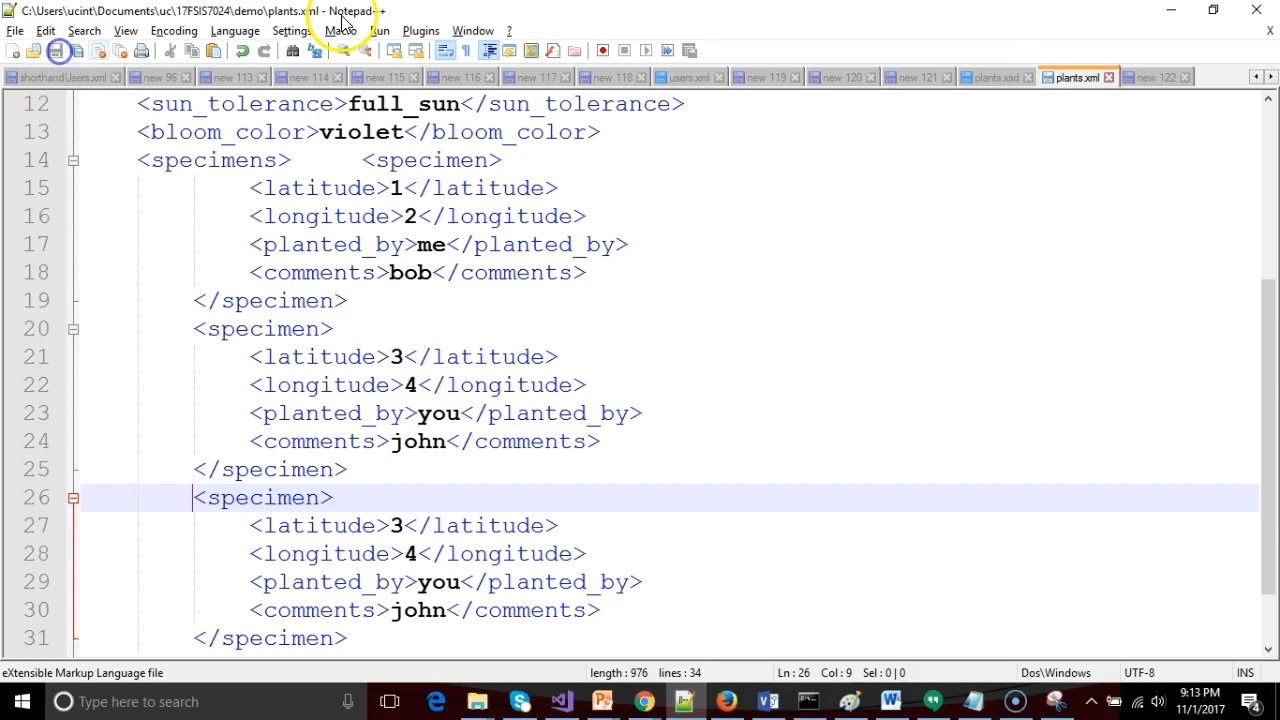 C:\Users\ucint\Documents\uc\17FSIS7024\demo\plants.xml - Notepad++
File Edit Search View Encoding Language Settings Macro Run Plugins Window ? X
shorthandUsers.xml new 96 new 113 new 114 new 115 new 116 new 117 new 118 users.xml new 119 new 120 new 121 plants.xsd plants.xml new 122
12 <sun_tolerance>full_sun</sun_tolerance>
13 <bloom_color>violet</bloom_color>
14 <specimens> <specimen>
15 <latitude>1</latitude>
16 <longitude>2</longitude>
17 <planted_by>me</planted_by>
18 <comments>bob</comments>
19 </specimen>
20 <specimen>
21 <latitude>3</latitude>
22 <longitude>4</longitude>
23 <planted_by>you</planted_by>
24 <comments>john</comments>
25 </specimen>
26 <specimen>
27 <latitude>3</latitude>
28 <longitude>4</longitude>
29 <planted_by>you</planted_by>
30 <comments>john</comments>
31 </specimen>
eXtensible Markup Language file length : 976 lines : 34 Ln : 26 Col : 9 Sel : 0 | 0 Dos\Windows UTF-8 INS
Type here to search
9:13 PM
11/1/2017
4